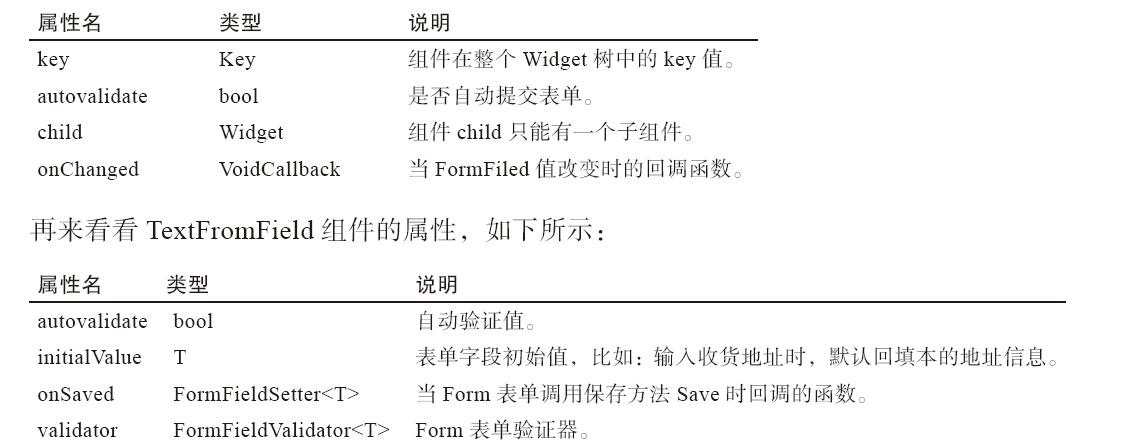 属性名 类型 说明
key Key 组件在整个 Widget 树中的 key 值。
autovalidate bool 是否自动提交表单。
child Widget 组件 child 只能有一个子组件。
onChanged VoidCallback 当 FormFiled 值改变时的回调函数。
再来看看 TextFromField 组件的属性，如下所示：
属性名 类型 说明
autovalidate bool 自动验证值。
initialValue T 表单字段初始值，比如：输入收货地址时，默认回填本的地址信息。
onSaved FormFieldSetter<T> 当 Form 表单调用保存方法 Save 时回调的函数。
validator FormFieldValidator<T> Form 表单验证器。